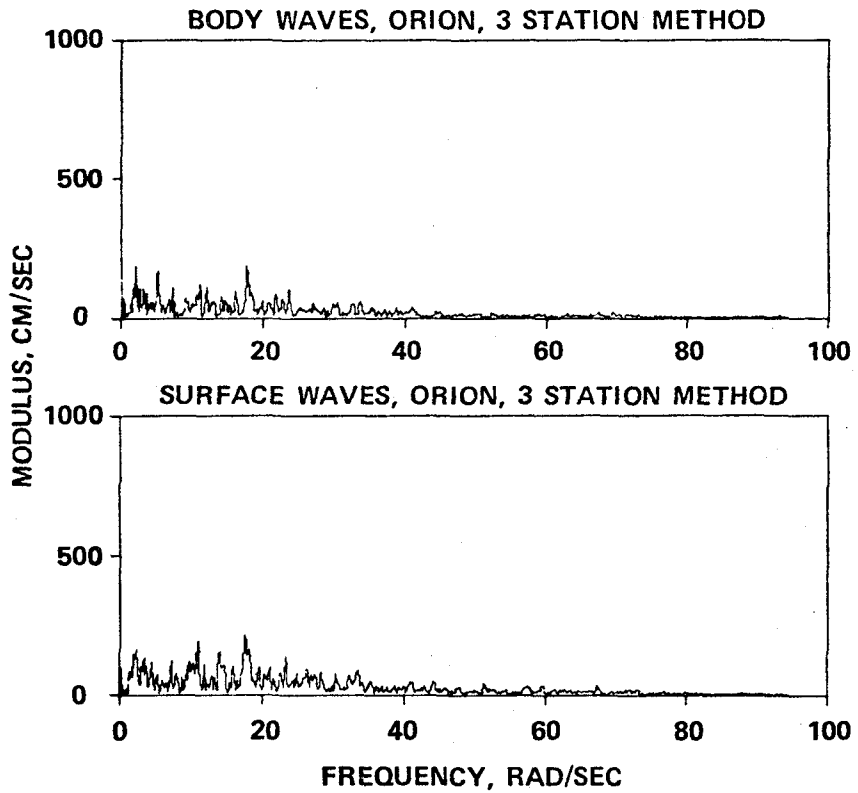 BODY WAVES, ORION, 3 STATION METHOD
1000
500
0
0 20 40 60 80 100
MODULUS, CM/SEC
SURFACE WAVES, ORION, 3 STATION METHOD
1000
500
0
0 20 40 60 80 100
FREQUENCY, RAD/SEC